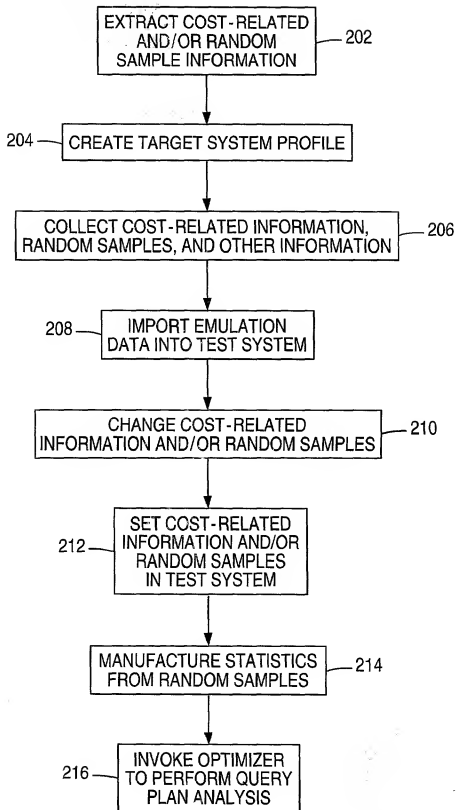 EXTRACT COST-RELATED
AND/OR RANDOM
SAMPLE INFORMATION
202
204
CREATE TARGET SYSTEM PROFILE
COLLECT COST-RELATED INFORMATION,
RANDOM SAMPLES, AND OTHER INFORMATION
206
208
IMPORT EMULATION
DATA INTO TEST SYSTEM
CHANGE COST-RELATED
INFORMATION AND/OR RANDOM SAMPLES
210
212
SET COST-RELATED
INFORMATION AND/OR
RANDOM SAMPLES
IN TEST SYSTEM
MANUFACTURE STATISTICS
FROM RANDOM SAMPLES
214
216
INVOKE OPTIMIZER
TO PERFORM QUERY
PLAN ANALYSIS